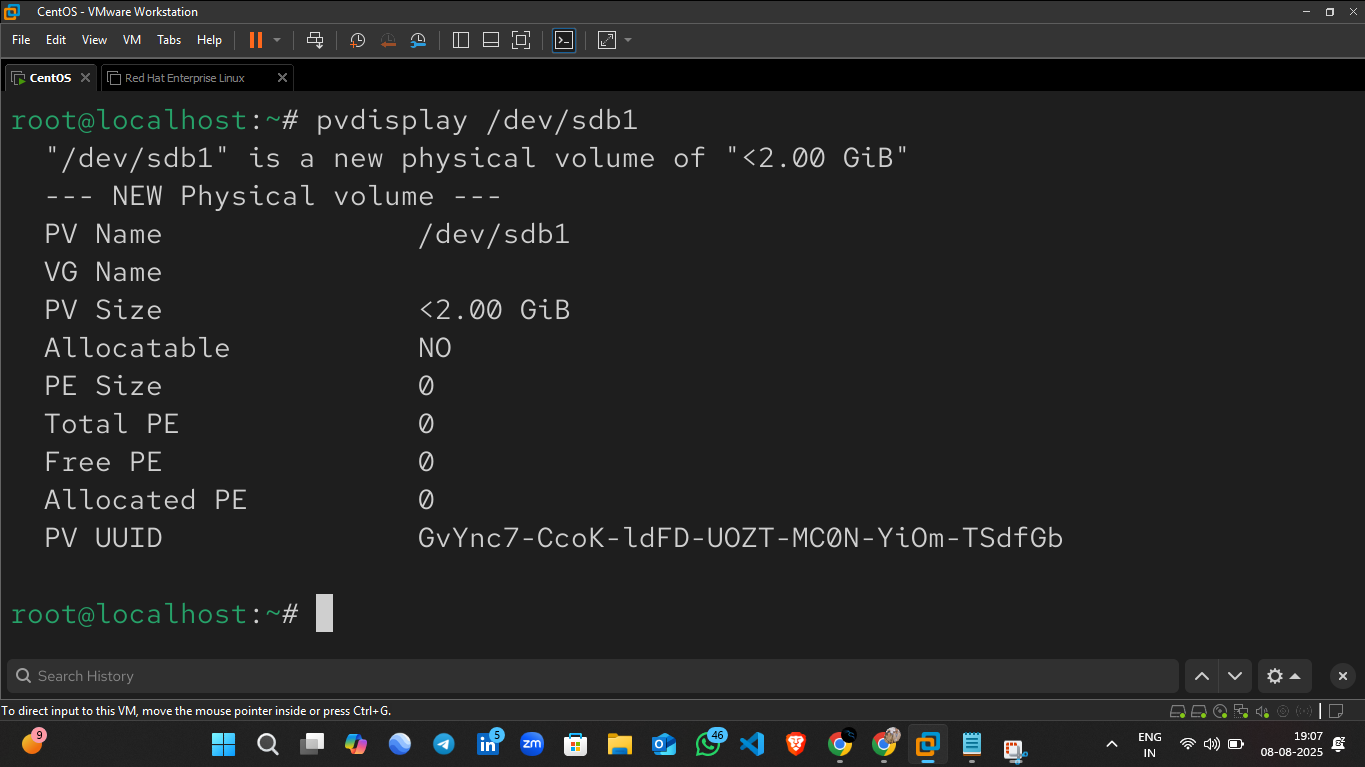 CentOS - VMware Workstation
File Edit View VM Tabs Help
CentOS Red Hat Enterprise Linux
root@localhost:~# pvdisplay /dev/sdb1
"/dev/sdb1" is a new physical volume of "<2.00 GiB"
--- NEW Physical volume ---
PV Name /dev/sdb1
VG Name
PV Size <2.00 GiB
Allocatable NO
PE Size 0
Total PE 0
Free PE 0
Allocated PE 0
PV UUID GvYnc7-CcoK-ldFD-UOZT-MC0N-YiOm-TSdfGb
root@localhost:~#
Search History
To direct input to this VM, move the mouse pointer inside or press Ctrl+G.
9 5 zm 46 ENG 19:07
in IN 08-08-2025